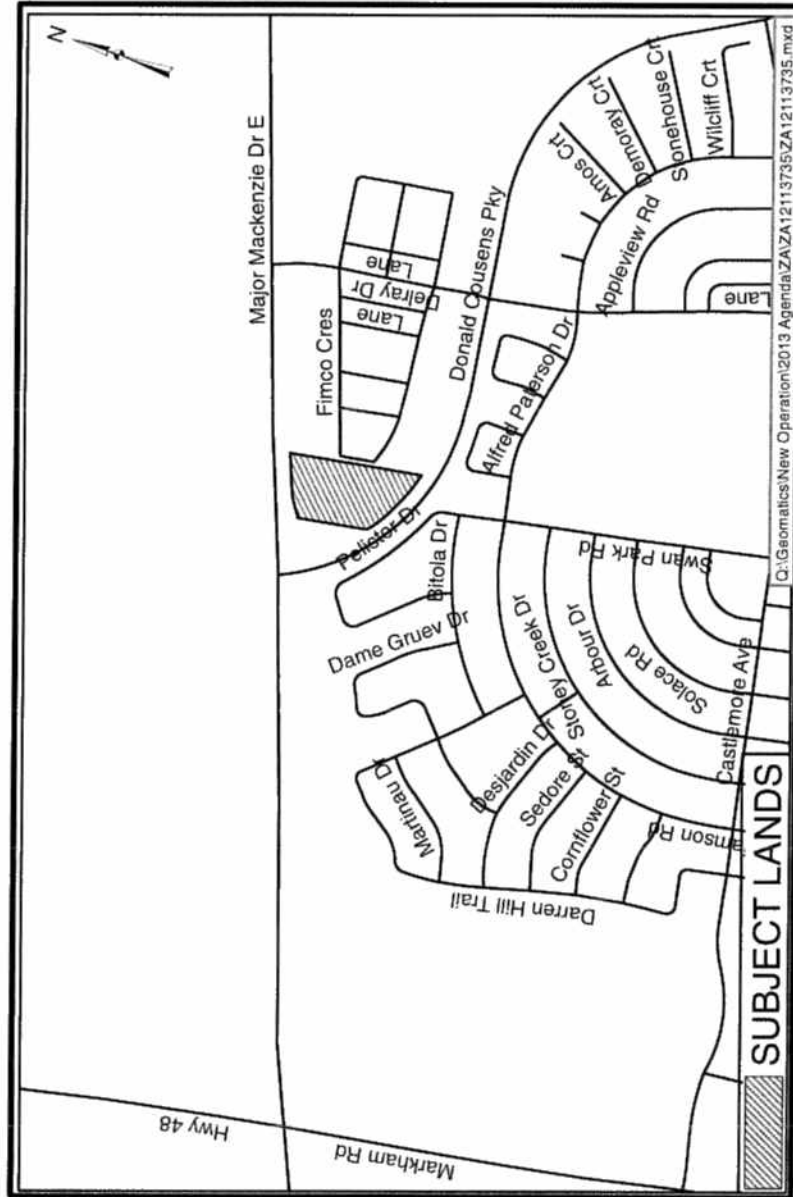 N
Major Mackenzie Dr E
Hwy 48
Markham Rd
Fimco Cres
Lane
Delray Dr
Lane
Donald Cousens Pky
Pelister Dr
Bitola Dr
Dame Gruev Dr
Martinau Dr
Desjardin Dr
Sedore St
Cornflower St
Darren Hill Trail
Stoney Creek Dr
Arbour Dr
Solace Rd
Swan Park Rd
Castlemore Ave
amson Rd
Alfred Paterson Dr
Appleview Rd
Amos Crt
Demoray Crt
Stonehouse Crt
Wilcliff Crt
Lane
SUBJECT LANDS
Q:\Geomatics\New Operation\2013 Agenda\ZA\ZA12113735\ZA12113735.mxd